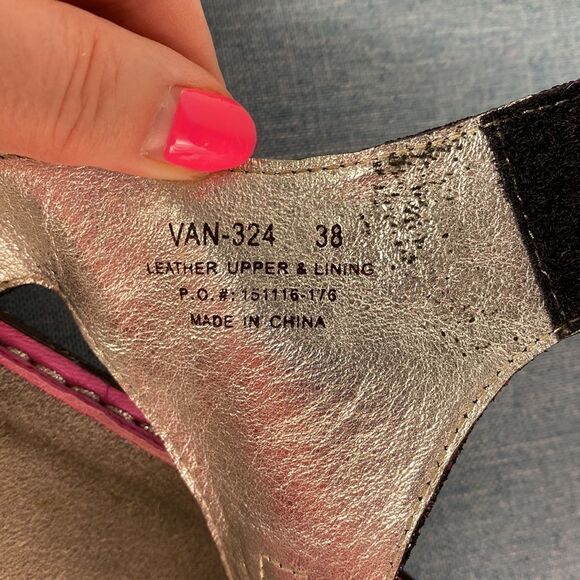 VAN-324 38
LEATHER UPPER & LINING
P.O.#: 151116-176
MADE IN CHINA